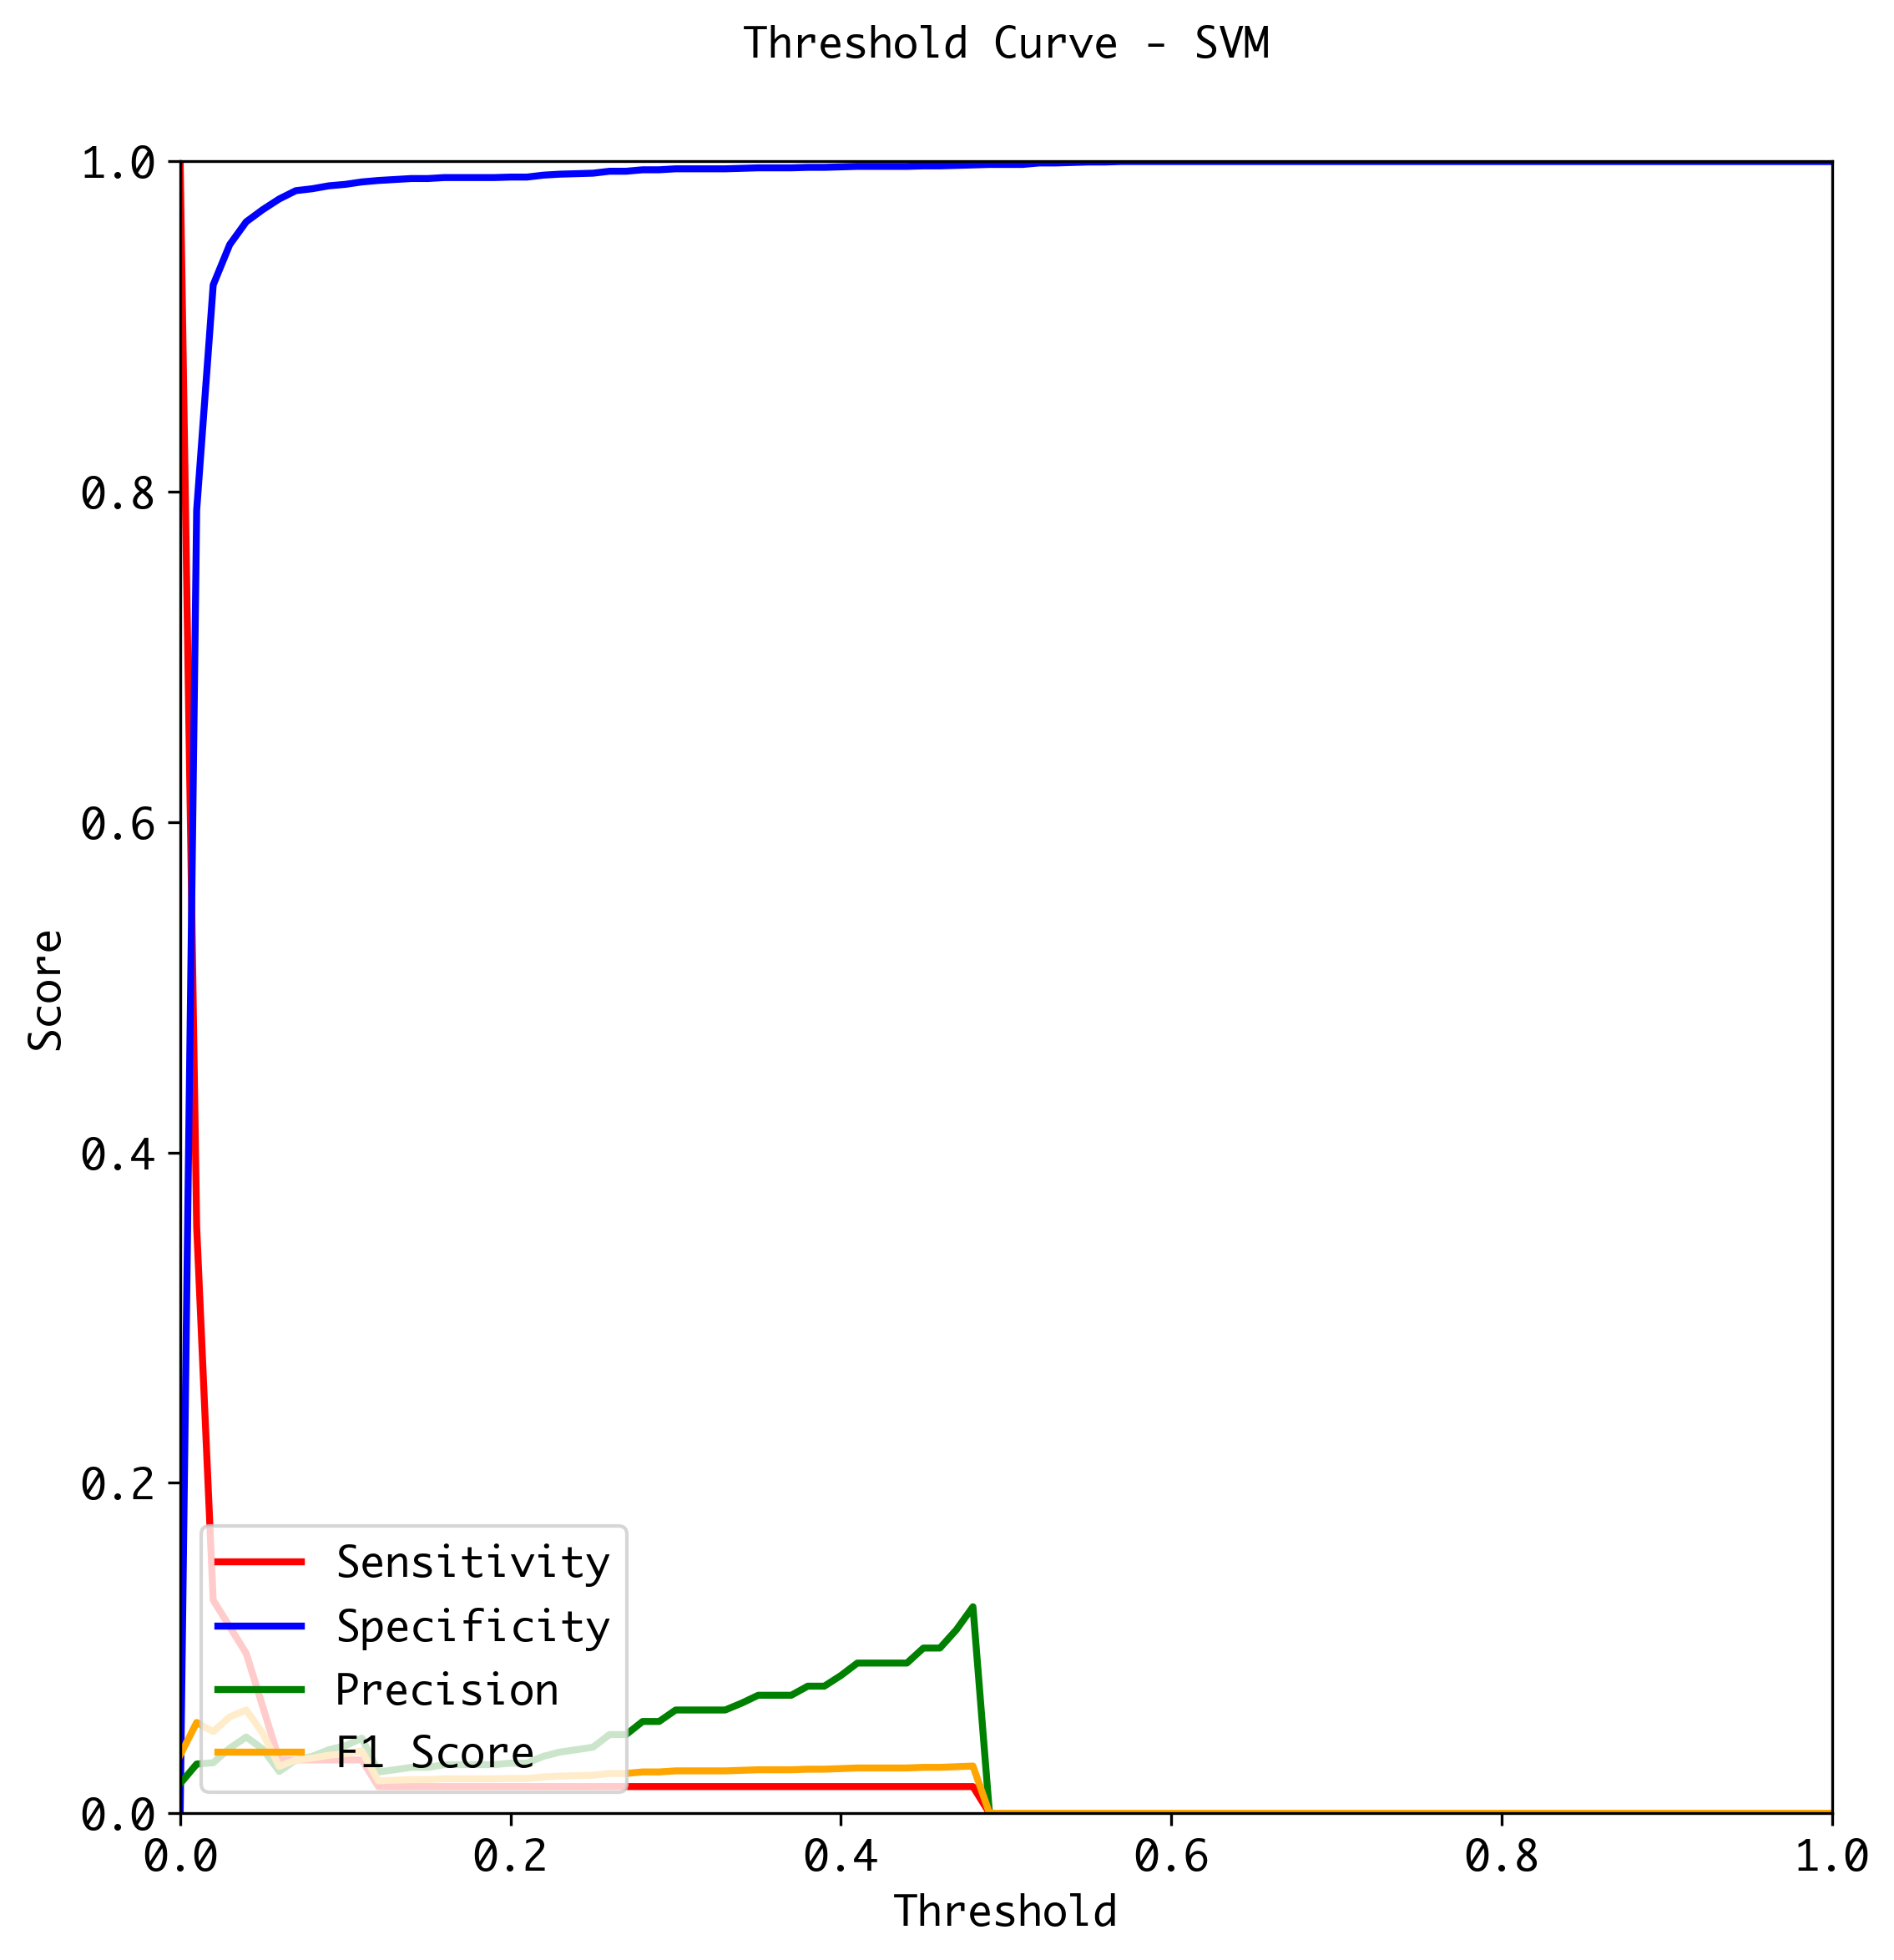 Threshold Curve - SVM
1.0
0.8
0.6
0.4
0.2
0.0
Score
Sensitivity
Specificity
Precision
F1 Score
0.0 0.2 0.4 0.6 0.8 1.0
Threshold